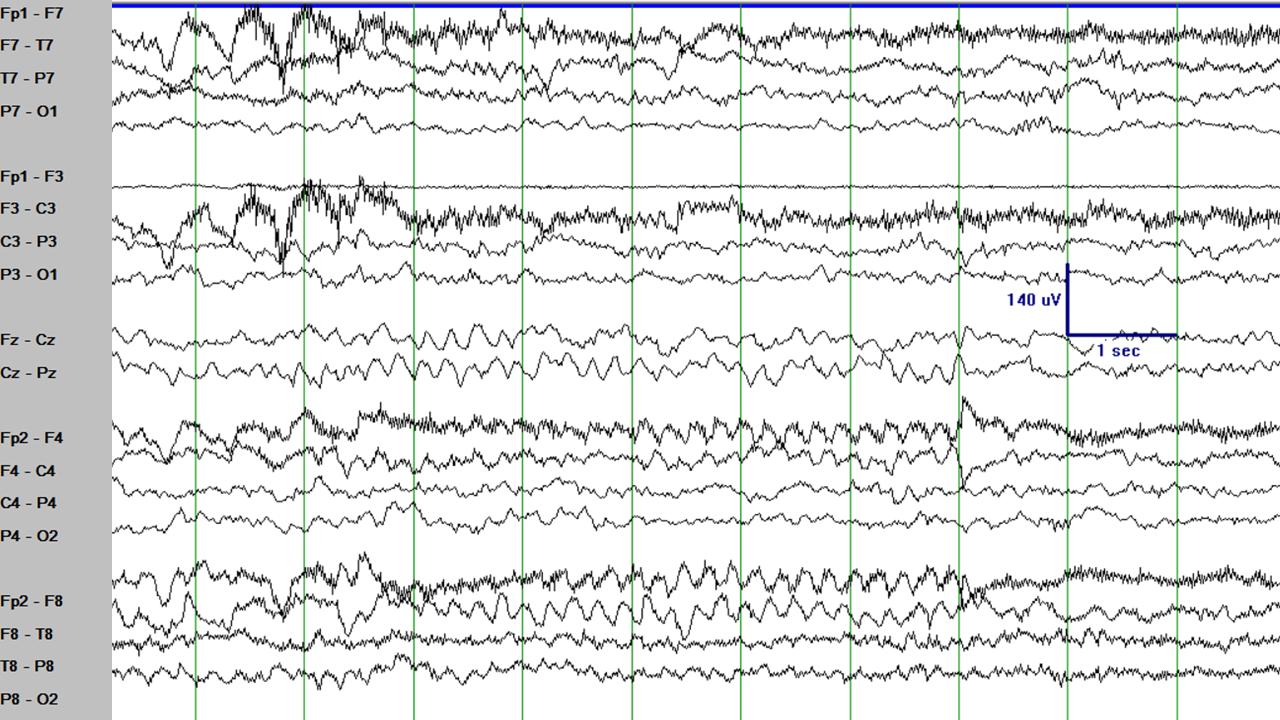 Fp1 - F7
F7 - T7
T7 - P7
P7 - O1
Fp1 - F3
F3 - C3
C3 - P3
P3 - O1
140 uV
Fz - Cz
1 sec
Cz - Pz
Fp2 - F4
F4 - C4
C4 - P4
P4 - O2
Fp2 - F8
F8 - T8
T8 - P8
P8 - O2